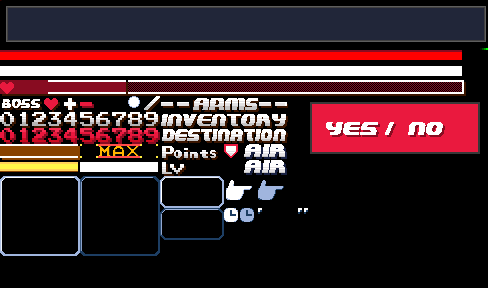 BOSS + - / -- ARMS --
0123456789 INVENTORY
0123456789 DESTINATION
YES / NO
MAX Points AIR
LV AIR